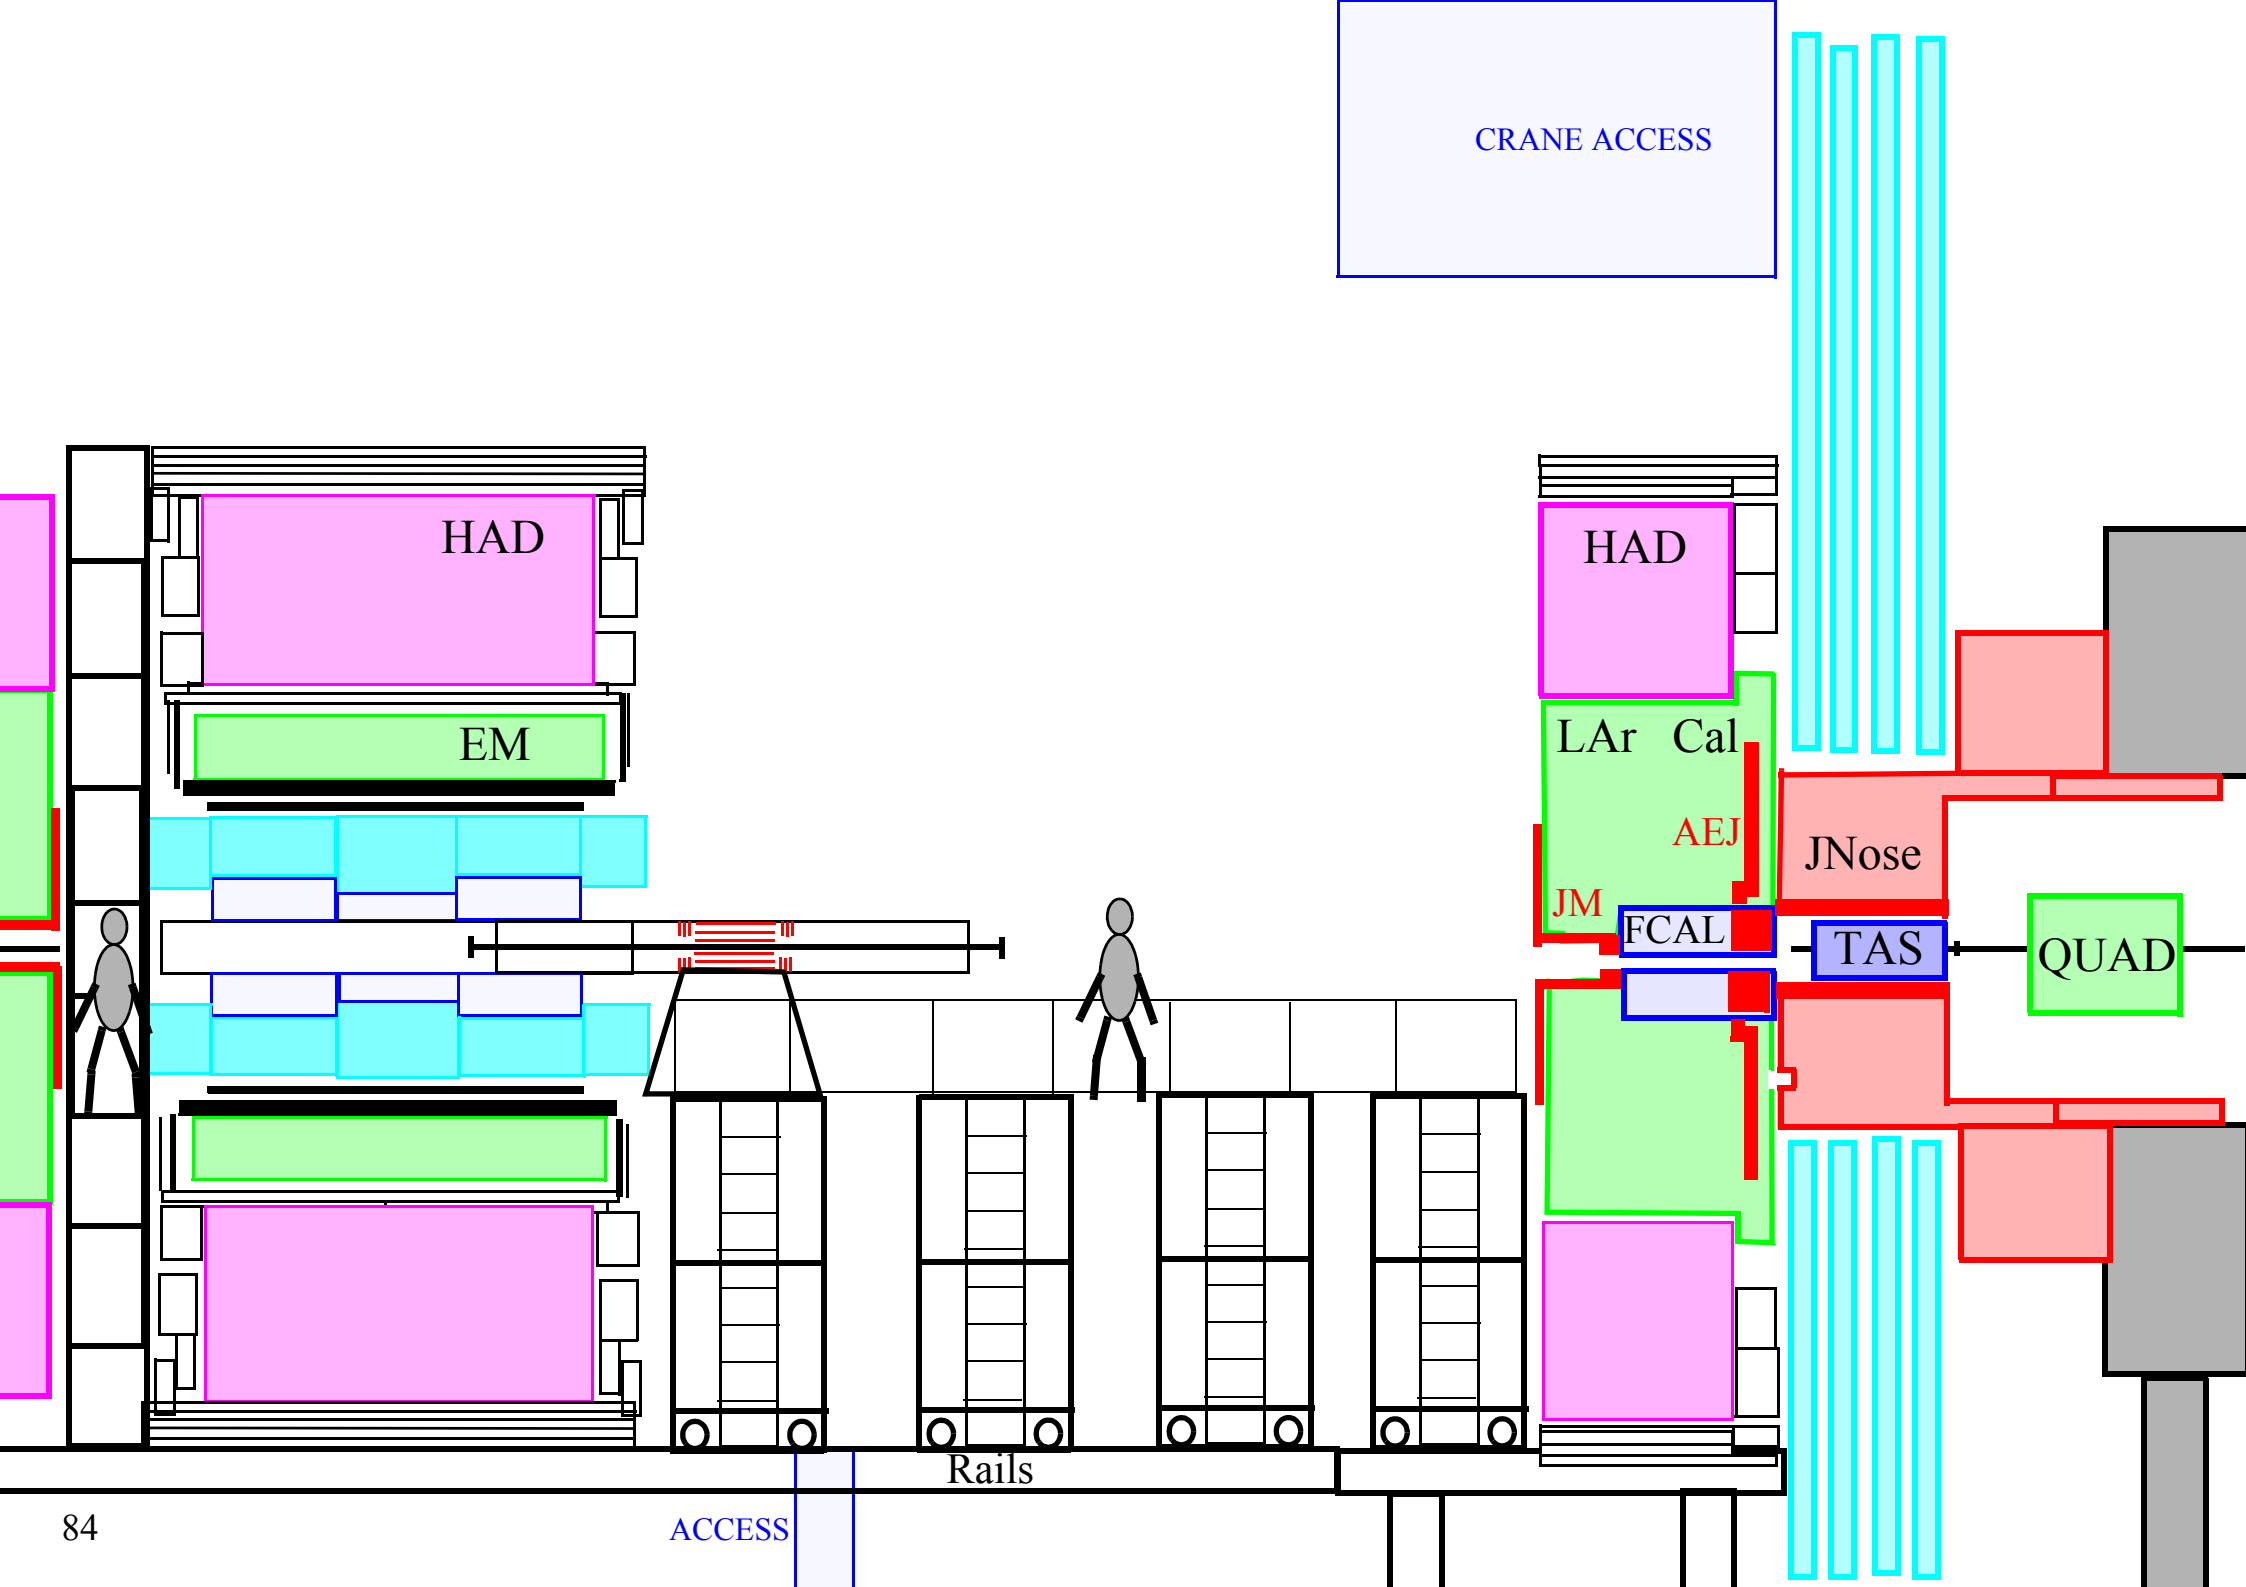 CRANE ACCESS
HAD
HAD
EM
LAr Cal
AEJ
JNose
JM
FCAL
TAS
QUAD
Rails
84
ACCESS